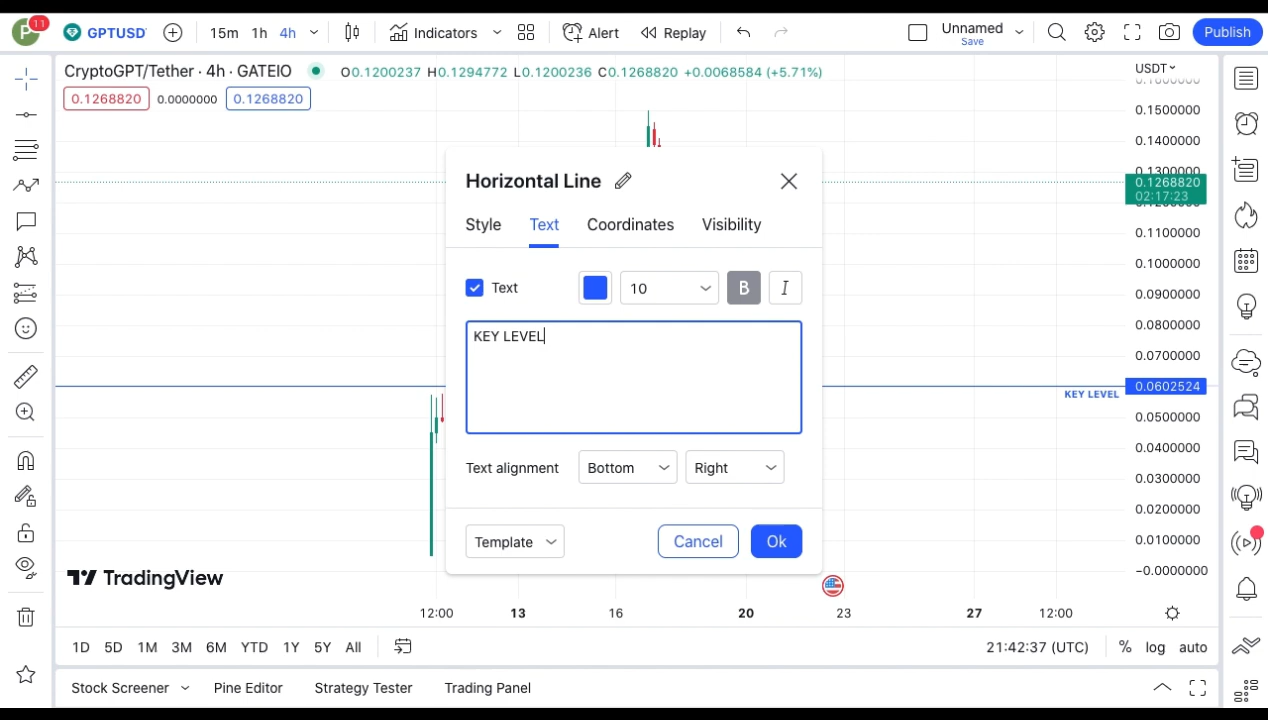 P 11 GPTUSD 15m 1h 4h Indicators Alert Replay Unnamed Save Publish
CryptoGPT/Tether · 4h · GATEIO O0.1200237 H0.1294772 L0.1200236 C0.1268820 +0.0068584 (+5.71%) USDT
0.1268820 0.0000000 0.1268820
0.1500000
0.1400000
0.1300000
0.1268820
02:17:23
0.1100000
0.1000000
0.0900000
0.0800000
0.0700000
0.0602524
KEY LEVEL
0.0500000
0.0400000
0.0300000
0.0200000
0.0100000
−0.0000000
Horizontal Line
Style Text Coordinates Visibility
Text 10 B I
KEY LEVEL
Text alignment Bottom Right
Template Cancel Ok
TradingView
12:00 13 16 20 23 27 12:00
1D 5D 1M 3M 6M YTD 1Y 5Y All 21:42:37 (UTC) % log auto
Stock Screener Pine Editor Strategy Tester Trading Panel